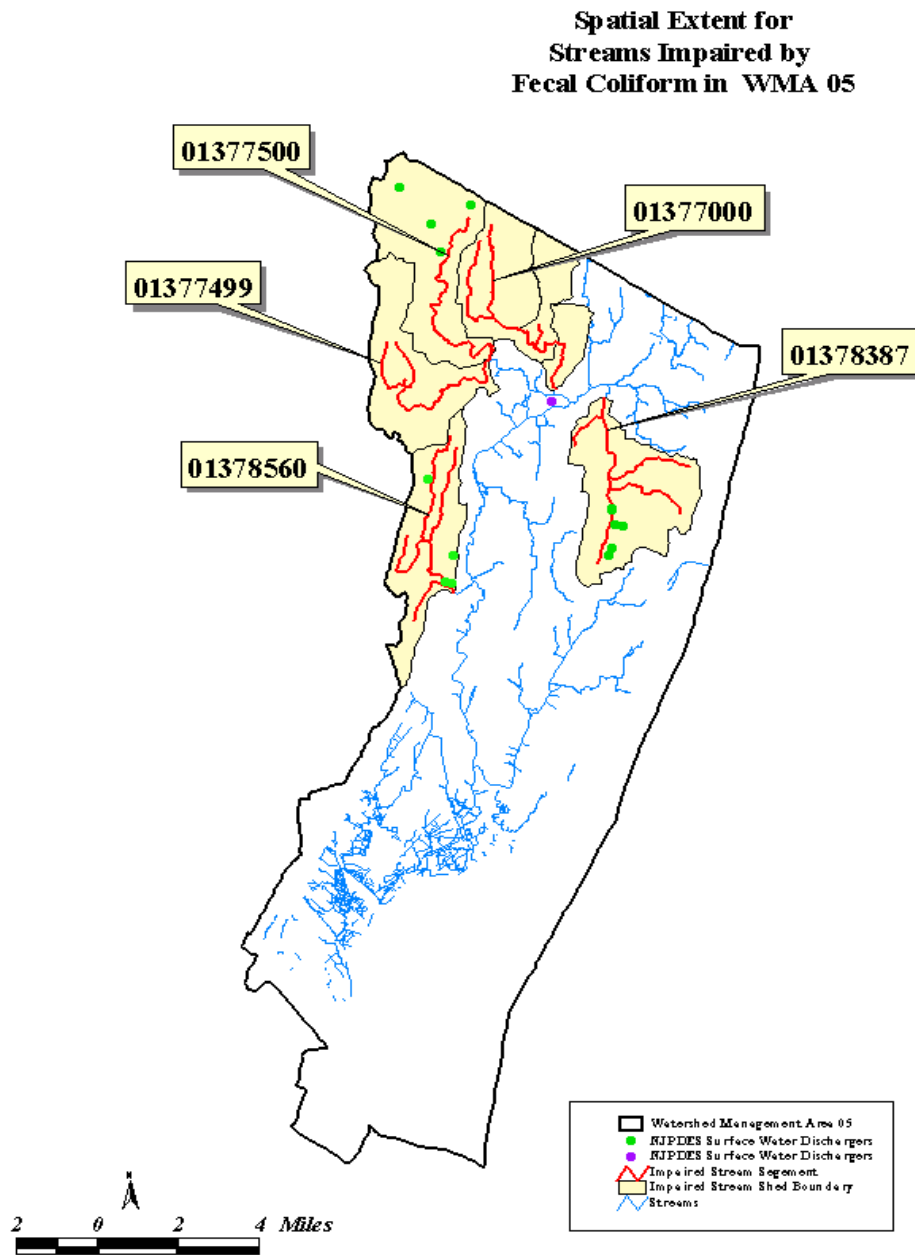 Spatial Extent for
Streams Impaired by
Fecal Coliform in WMA 05
01377500
01377000
01377499
01378387
01378560
Watershed Management Area 05
NJPDES Surface Water Dischargers
NJPDES Surface Water Dischargers
Impaired Stream Segement
Impaired Stream Shed Boundary
Streams
N
2 0 2 4 Miles